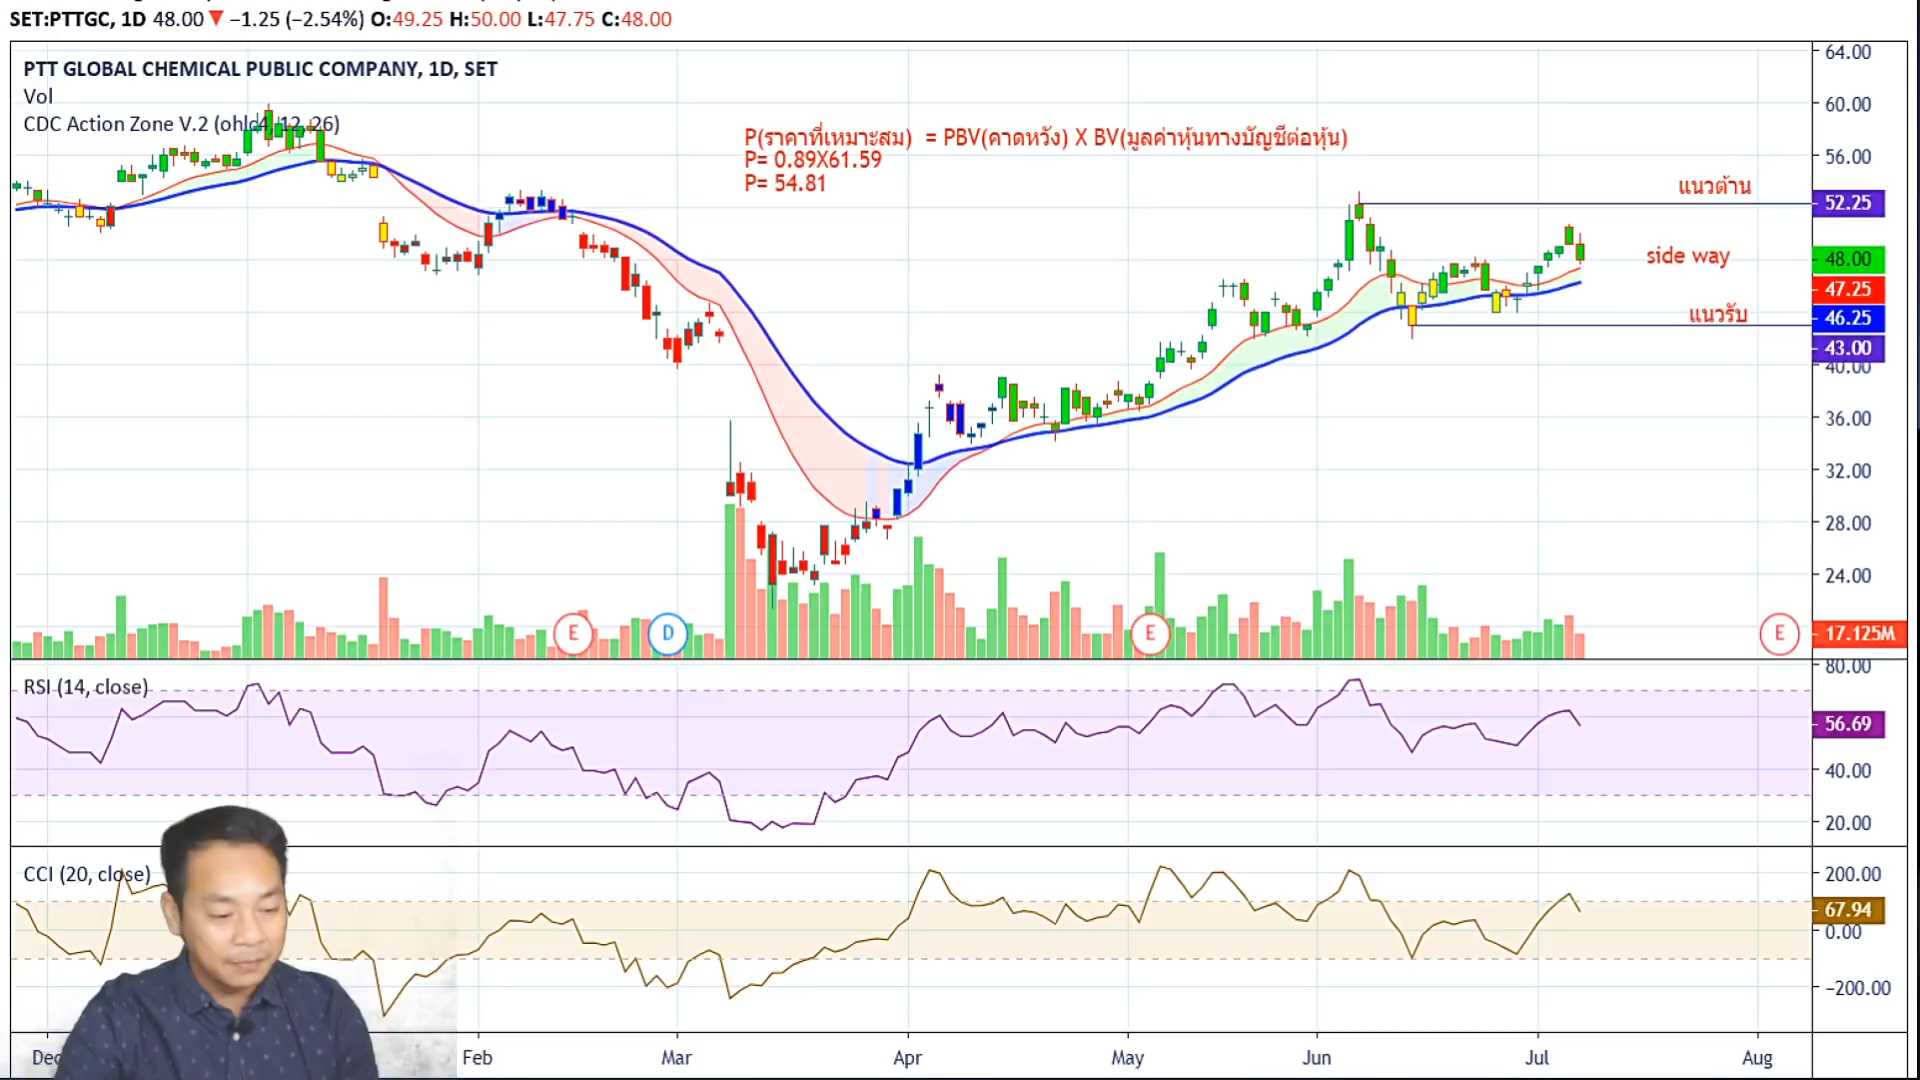 SET:PTTGC, 1D 48.00 ▼ −1.25 (−2.54%) O:49.25 H:50.00 L:47.75 C:48.00
PTT GLOBAL CHEMICAL PUBLIC COMPANY, 1D, SET
Vol
CDC Action Zone V.2 (ohlc4, 12, 26)
P(ราคาที่เหมาะสม) = PBV(คาดหวัง) X BV(มูลค่าหุ้นทางบัญชีต่อหุ้น)
P= 0.89X61.59
P= 54.81
แนวต้าน
side way
แนวรับ
64.00
60.00
56.00
52.25
48.00
47.25
46.25
43.00
40.00
36.00
32.00
28.00
24.00
E
D
E
E
17.125M
RSI (14, close)
80.00
56.69
40.00
20.00
CCI (20, close)
200.00
67.94
0.00
−200.00
Dec
Feb
Mar
Apr
May
Jun
Jul
Aug